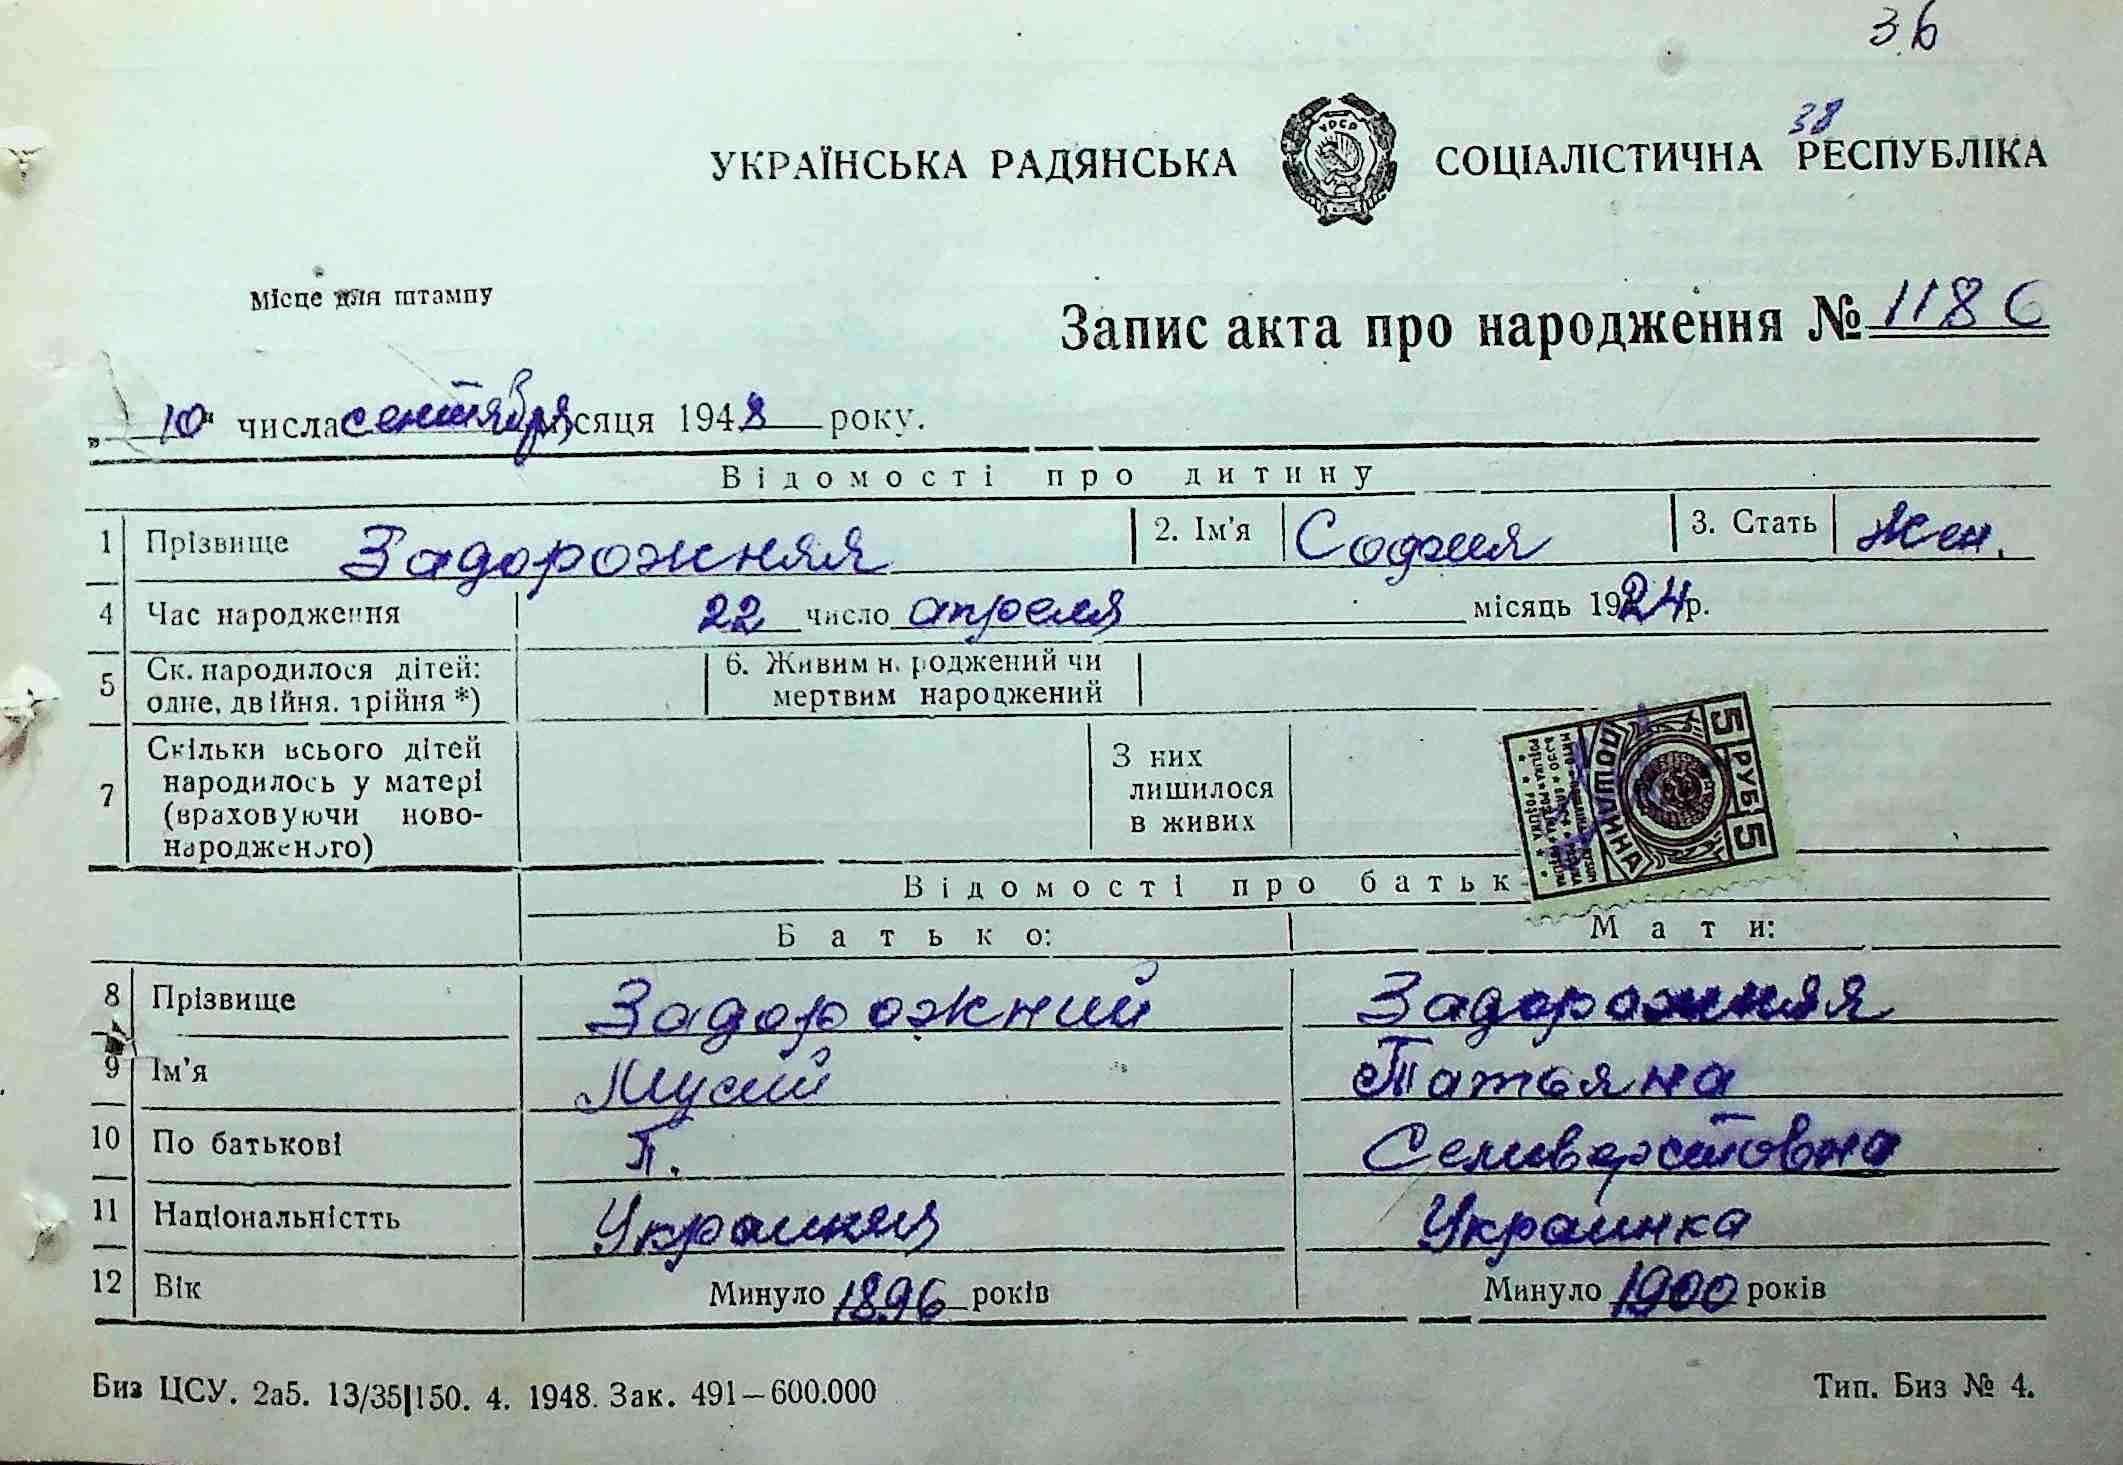 36
38
УКРАЇНСЬКА РАДЯНСЬКА СОЦІАЛІСТИЧНА РЕСПУБЛІКА
УРСР
Місце для штампу
Запис акта про народження № 1186
„10“ числа сентября місяця 1948 року.
Відомості про дитину
1 Прізвище Задорожняя 2. Ім'я София 3. Стать жен.
4 Час народження 22 число апреля місяць 1924 р.
5 Ск. народилося дітей: 6. Живим народжений чи
одне, двійня, трійня *) мертвим народжений
7 Скільки всього дітей З них
народилось у матері лишилося
(враховуючи ново- в живих
народженого)
5 РУБ 5
ПОШЛИНА
Відомості про батьк
Батько: Мати:
8 Прізвище Задорожний Задорожняя
9 Ім'я Мусий Татьяна
10 По батькові П. Селиверстовна
11 Національністть Украинец Украинка
12 Вік Минуло 1896 років Минуло 1900 років
Биз ЦСУ. 2а5. 13/35|150. 4. 1948. Зак. 491—600.000 Тип. Биз № 4.